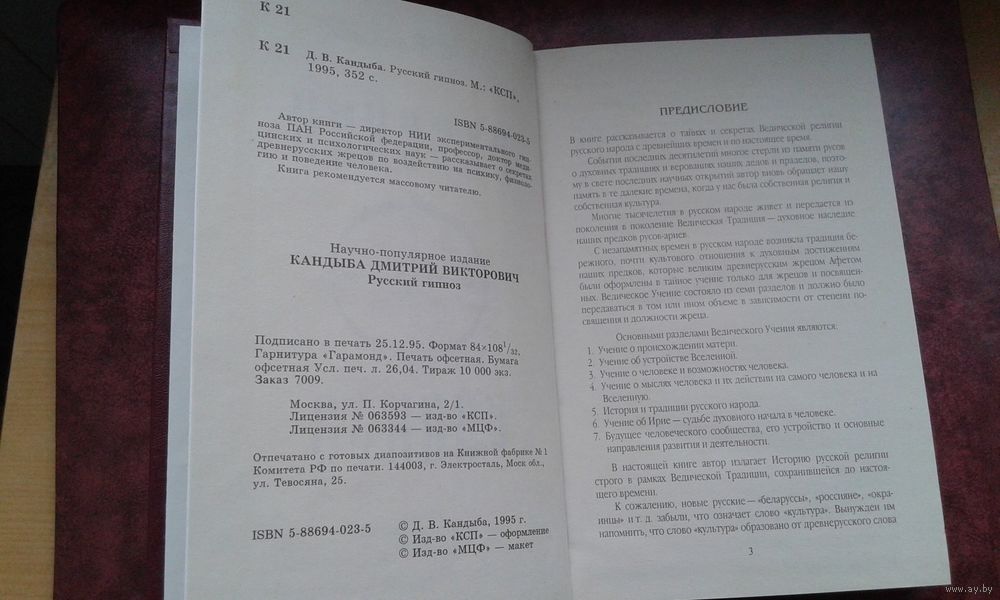 К 21
К 21
Д. В. Кандыба. Русский гипноз. М.: «КСП»,
1995, 352 с.
ISBN 5-88694-023-5
Автор книги — директор НИИ экспериментального гип-
ноза ПАН Российской федерации, профессор, доктор меди-
цинских и психологических наук — рассказывает о секретах
древнерусских жрецов по воздействию на психику, физиоло-
гию и поведение человека.
Книга рекомендуется массовому читателю.
Научно-популярное издание
КАНДЫБА ДМИТРИЙ ВИКТОРОВИЧ
Русский гипноз
Подписано в печать 25.12.95. Формат 84×108¹/₃₂.
Гарнитура «Гарамонд». Печать офсетная. Бумага
офсетная Усл. печ. л. 26,04. Тираж 10 000 экз.
Заказ 7009.
Москва, ул. П. Корчагина, 2/1.
Лицензия № 063593 — изд-во «КСП».
Лицензия № 063344 — изд-во «МЦФ».
Отпечатано с готовых диапозитивов на Книжной фабрике № 1
Комитета РФ по печати. 144003, г. Электросталь, Моск обл.,
ул. Тевосяна, 25.
ISBN 5-88694-023-5
© Д. В. Кандыба, 1995 г.
© Изд-во «КСП» — оформление
© Изд-во «МЦФ» — макет
ПРЕДИСЛОВИЕ
В книге рассказывается о тайнах и секретах Ведической религии
русского народа с древнейших времен и по настоящее время.
События последних десятилетий многое стерли из памяти русов
о духовных традициях и верованиях наших дедов и прадедов, поэто-
му в свете последних научных открытий автор вновь обращает нашу
память в те далекие времена, когда у нас была собственная религия и
собственная культура.
Многие тысячелетия в русском народе живет и передается из
поколения в поколение Ведическая Традиция — духовное наследие
наших предков русов-ариев.
С незапамятных времен в русском народе возникла традиция бе-
режного, почти культового отношения к духовным достижениям
наших предков, которые великим древнерусским жрецом Афетом
были оформлены в тайное учение только для жрецов и посвящен-
ных. Ведическое Учение состояло из семи разделов и должно было
передаваться в том или ином объеме в зависимости от степени по-
священия и должности жреца.
Основными разделами Ведического Учения являются:
1. Учение о происхождении матери.
2. Учение об устройстве Вселенной.
3. Учение о человеке и возможностях человека.
4. Учение о мыслях человека и их действии на самого человека и на
Вселенную.
5. История и традиции русского народа.
6. Учение об Ирие — судьбе духовного начала в человеке.
7. Будущее человеческого сообщества, его устройство и основные
направления развития и деятельности.
В настоящей книге автор излагает Историю русской религии
строго в рамках Ведической Традиции, сохранившейся до настоя-
щего времени.
К сожалению, новые русские — «беларуссы», «россияне», «окра-
инцы» и т. д. забыли, что означает слово «культура». Вынужден им
напомнить, что слово «культура» образовано от древнерусского слова
3
www.ay.by